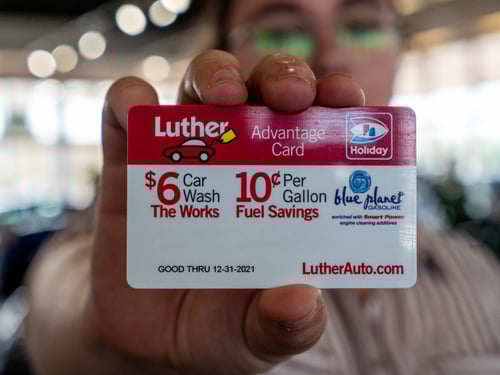 Luther Advantage Card
Holiday
$6 Car Wash
The Works
10¢ Per Gallon
Fuel Savings
blue planet
GASOLINE
enriched with Smart Power
engine cleaning additives
GOOD THRU 12-31-2021
LutherAuto.com